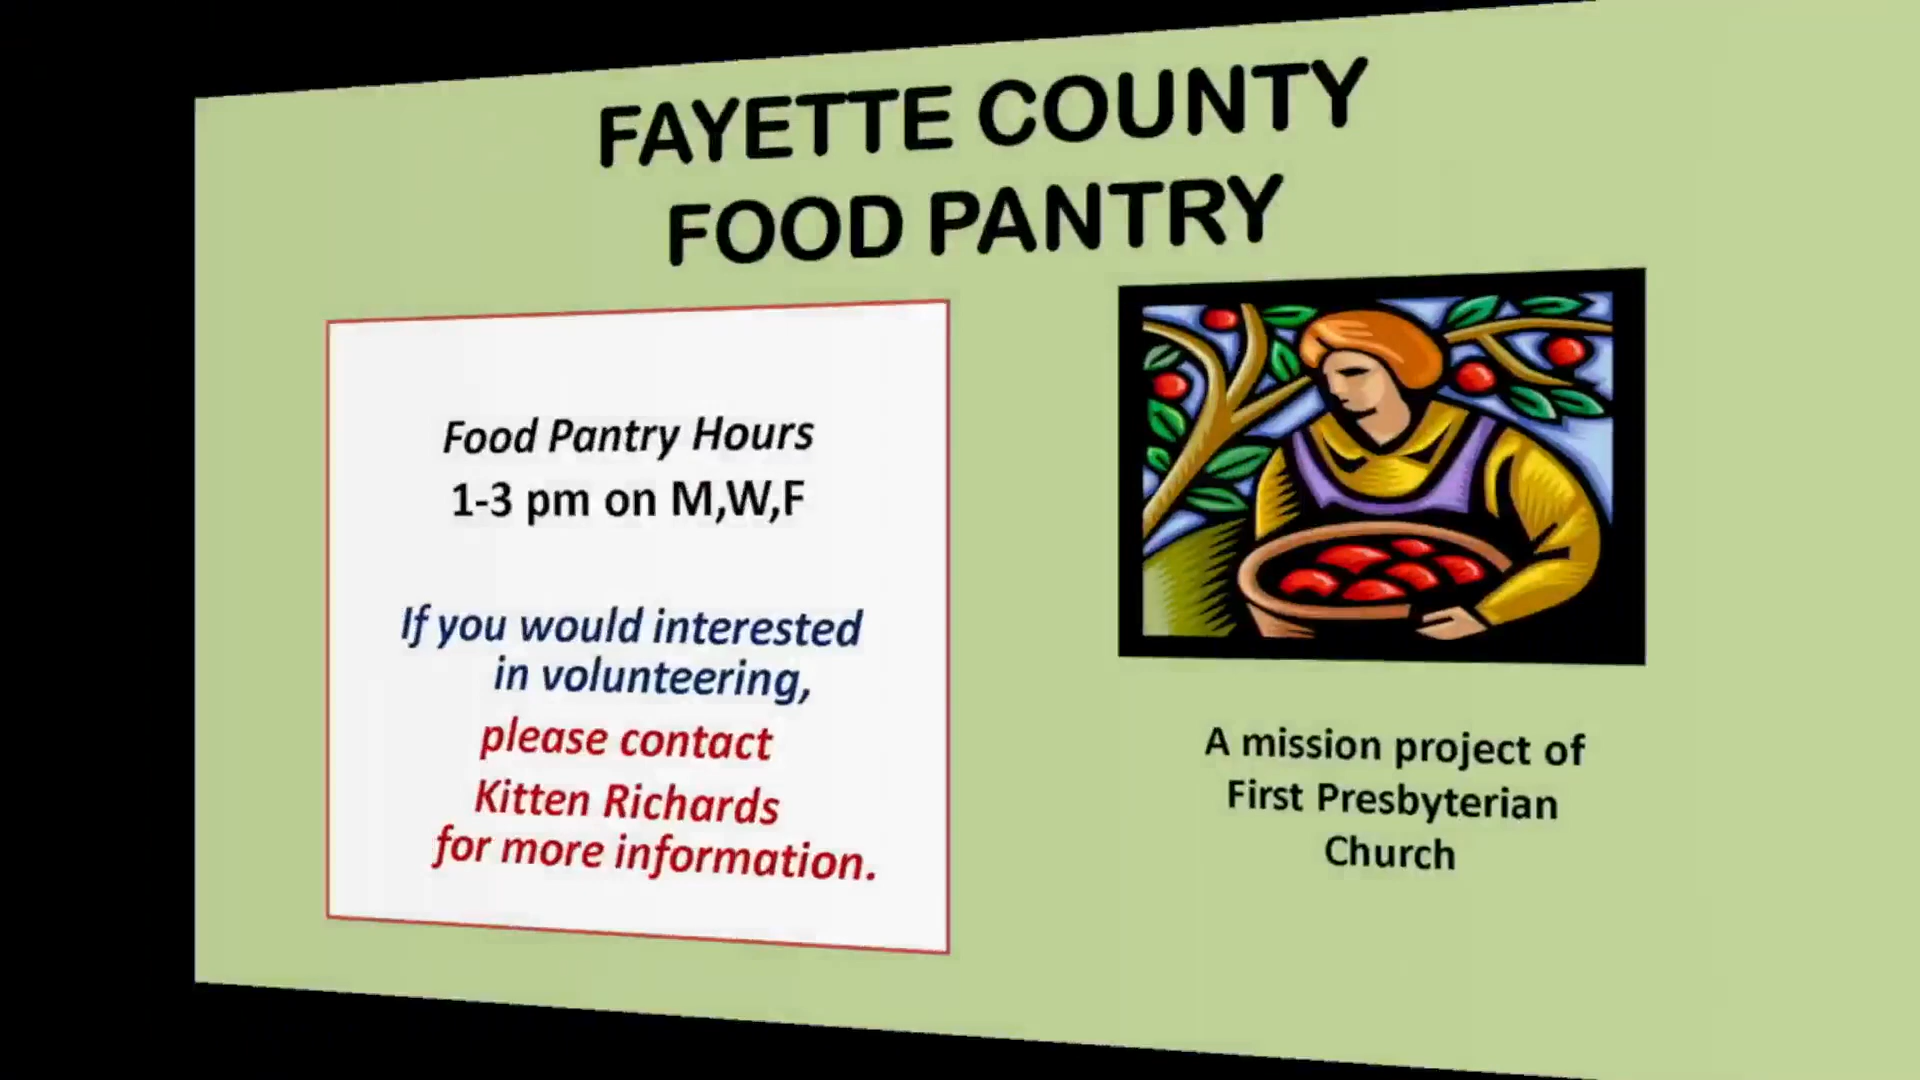 FAYETTE COUNTY
FOOD PANTRY
Food Pantry Hours
1-3 pm on M,W,F
If you would interested
in volunteering,
please contact
Kitten Richards
for more information.
A mission project of
First Presbyterian
Church